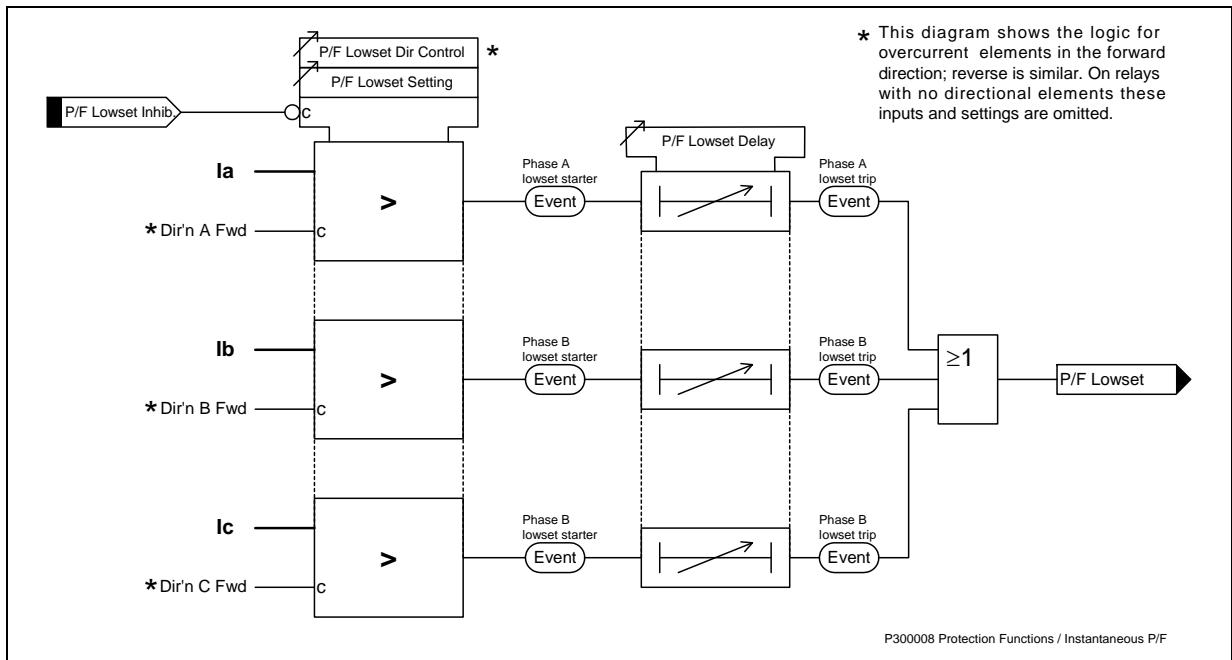 P/F Lowset Dir Control *
P/F Lowset Setting
P/F Lowset Inhib.
c
* This diagram shows the logic for
overcurrent elements in the forward
direction; reverse is similar. On relays
with no directional elements these
inputs and settings are omitted.
P/F Lowset Delay
Ia
>
* Dir'n A Fwd
c
Phase A
lowset starter
Event
Phase A
lowset trip
Event
Ib
>
* Dir'n B Fwd
c
Phase B
lowset starter
Event
Phase B
lowset trip
Event
≥1
P/F Lowset
Ic
>
* Dir'n C Fwd
c
Phase B
lowset starter
Event
Phase B
lowset trip
Event
P300008 Protection Functions / Instantaneous P/F